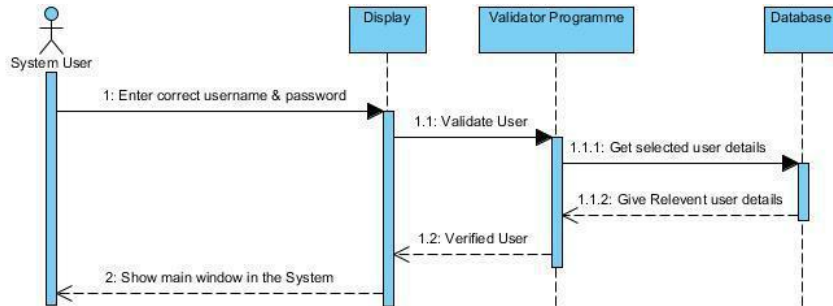 Display
Validator Programme
Database
System User
1: Enter correct username & password
1.1: Validate User
1.1.1: Get selected user details
1.1.2: Give Relevent user details
1.2: Verified User
2: Show main window in the System